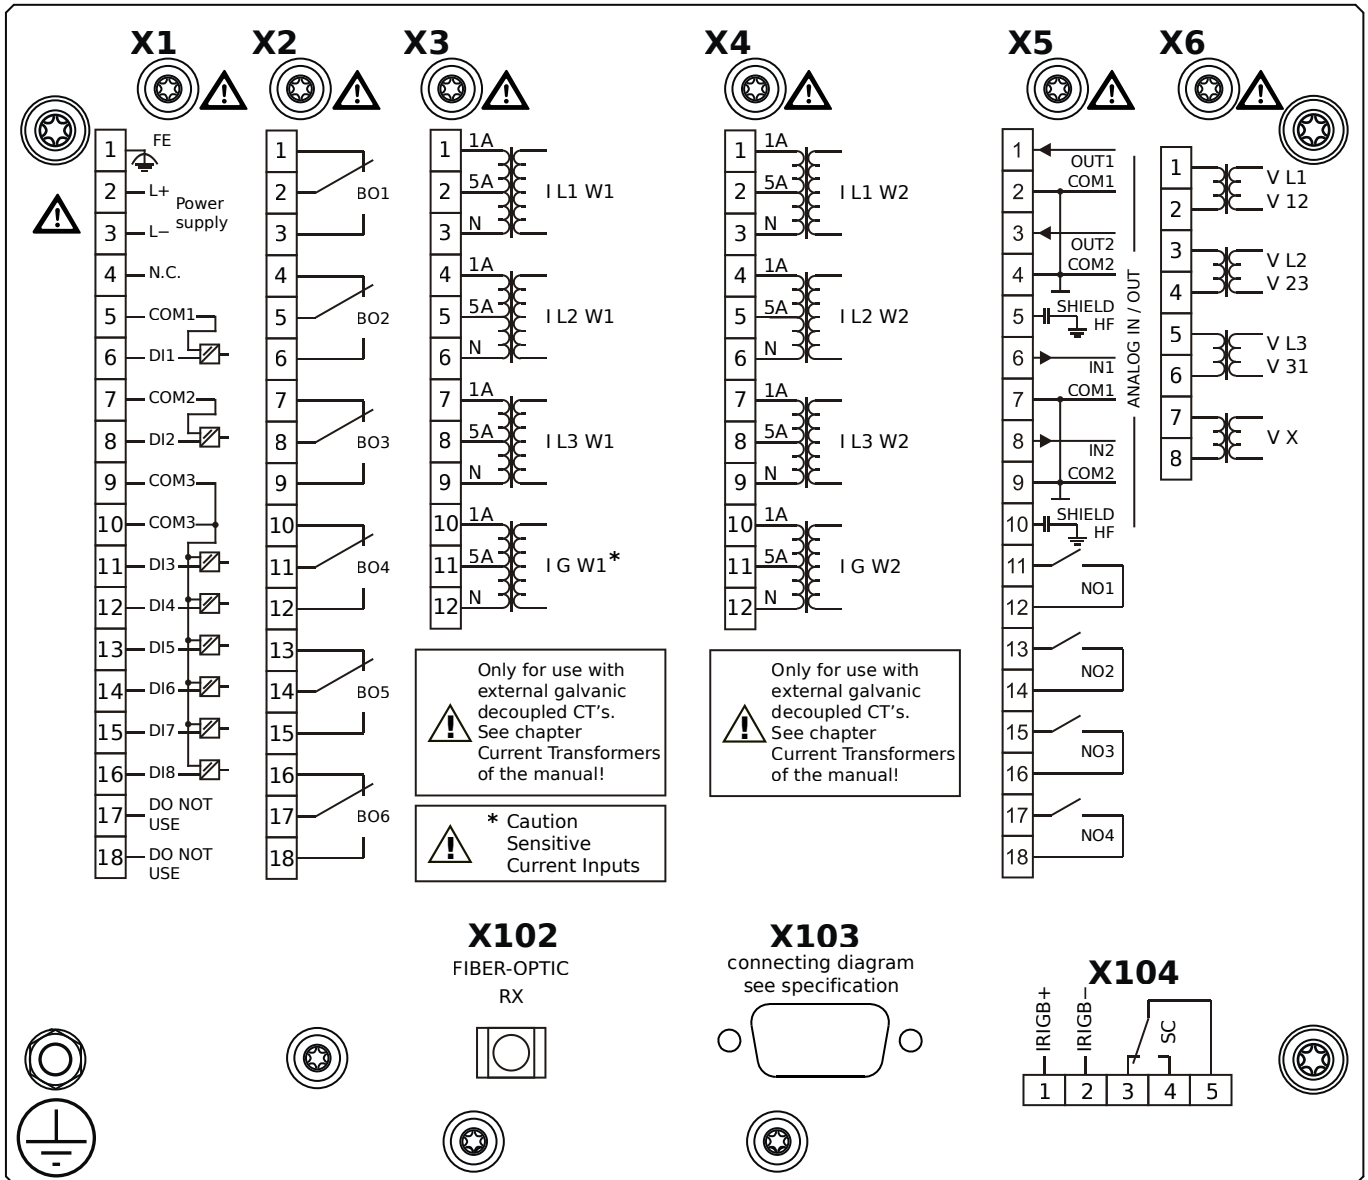 X1 X2 X3 X4 X5 X6
1 FE
2 L+
Power
supply
3 L−
4 N.C.
5 COM1
6 DI1
7 COM2
8 DI2
9 COM3
10 COM3
11 DI3
12 DI4
13 DI5
14 DI6
15 DI7
16 DI8
17 DO NOT
USE
18 DO NOT
USE
1
2 BO1
3
4
5 BO2
6
7
8 BO3
9
10
11 BO4
12
13
14 BO5
15
16
17 BO6
18
1 1A
2 5A I L1 W1
3 N
4 1A
5 5A I L2 W1
6 N
7 1A
8 5A I L3 W1
9 N
10 1A
11 5A I G W1*
12 N
Only for use with
external galvanic
decoupled CT's.
See chapter
Current Transformers
of the manual!
* Caution
Sensitive
Current Inputs
1 1A
2 5A I L1 W2
3 N
4 1A
5 5A I L2 W2
6 N
7 1A
8 5A I L3 W2
9 N
10 1A
11 5A I G W2
12 N
Only for use with
external galvanic
decoupled CT's.
See chapter
Current Transformers
of the manual!
1 OUT1
2 COM1
3 OUT2
4 COM2
5 SHIELD
HF
6 IN1
7 COM1
8 IN2
9 COM2
10 SHIELD
HF
ANALOG IN / OUT
11
NO1
12
13
NO2
14
15
NO3
16
17
NO4
18
1 V L1
2 V 12
3 V L2
4 V 23
5 V L3
6 V 31
7
V X
8
X102
FIBER-OPTIC
RX
X103
connecting diagram
see specification
X104
IRIGB+
IRIGB−
SC
1 2 3 4 5